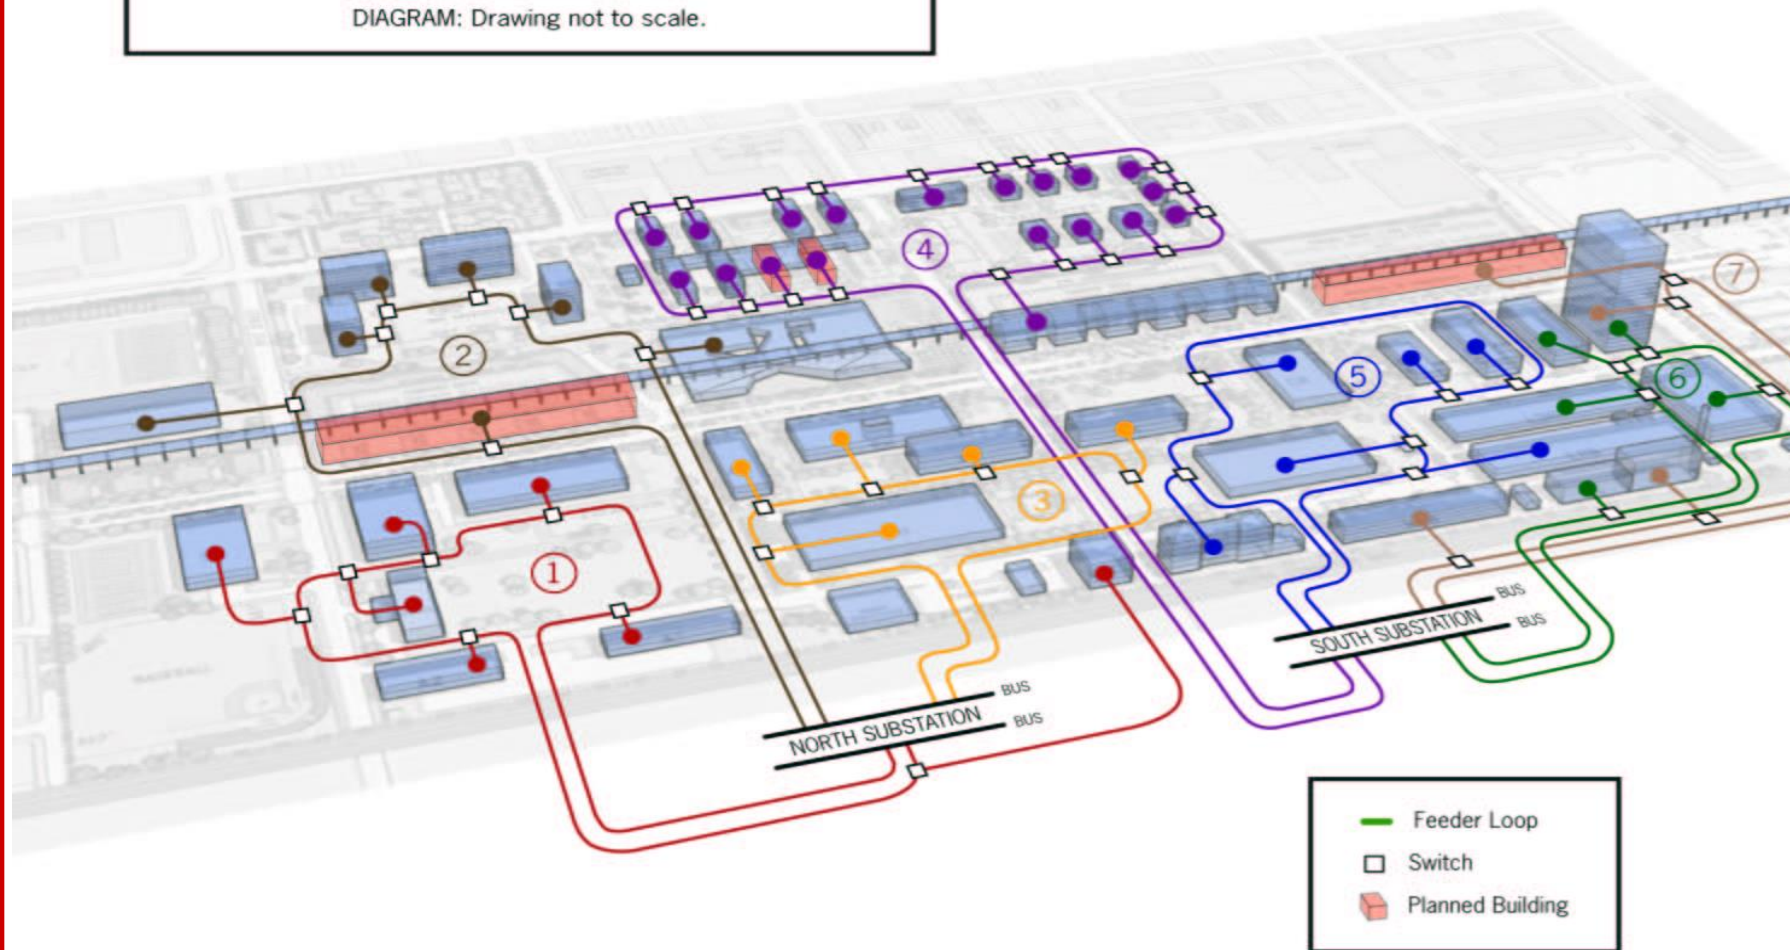 DIAGRAM: Drawing not to scale.
4
7
2
5
6
3
1
BUS
SOUTH SUBSTATION
BUS
BUS
NORTH SUBSTATION
BUS
Feeder Loop
Switch
Planned Building